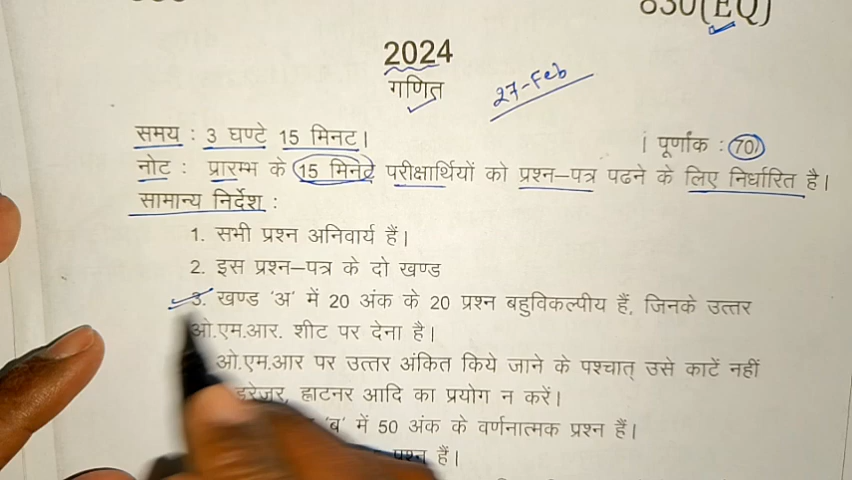 830(EQ)
2024
गणित
27-Feb
समय : 3 घण्टे 15 मिनट। पूर्णांक : 70
नोट : प्रारम्भ के 15 मिनट परीक्षार्थियों को प्रश्न–पत्र पढने के लिए निर्धारित है।
सामान्य निर्देश :
1. सभी प्रश्न अनिवार्य हैं।
2. इस प्रश्न–पत्र के दो खण्ड
3. खण्ड 'अ' में 20 अंक के 20 प्रश्न बहुविकल्पीय हैं, जिनके उत्तर
ओ.एम.आर. शीट पर देना है।
ओ.एम.आर पर उत्तर अंकित किये जाने के पश्चात् उसे काटें नहीं
इरेजर, ह्वाटनर आदि का प्रयोग न करें।
'ब' में 50 अंक के वर्णनात्मक प्रश्न हैं।
प्रश्न हैं।